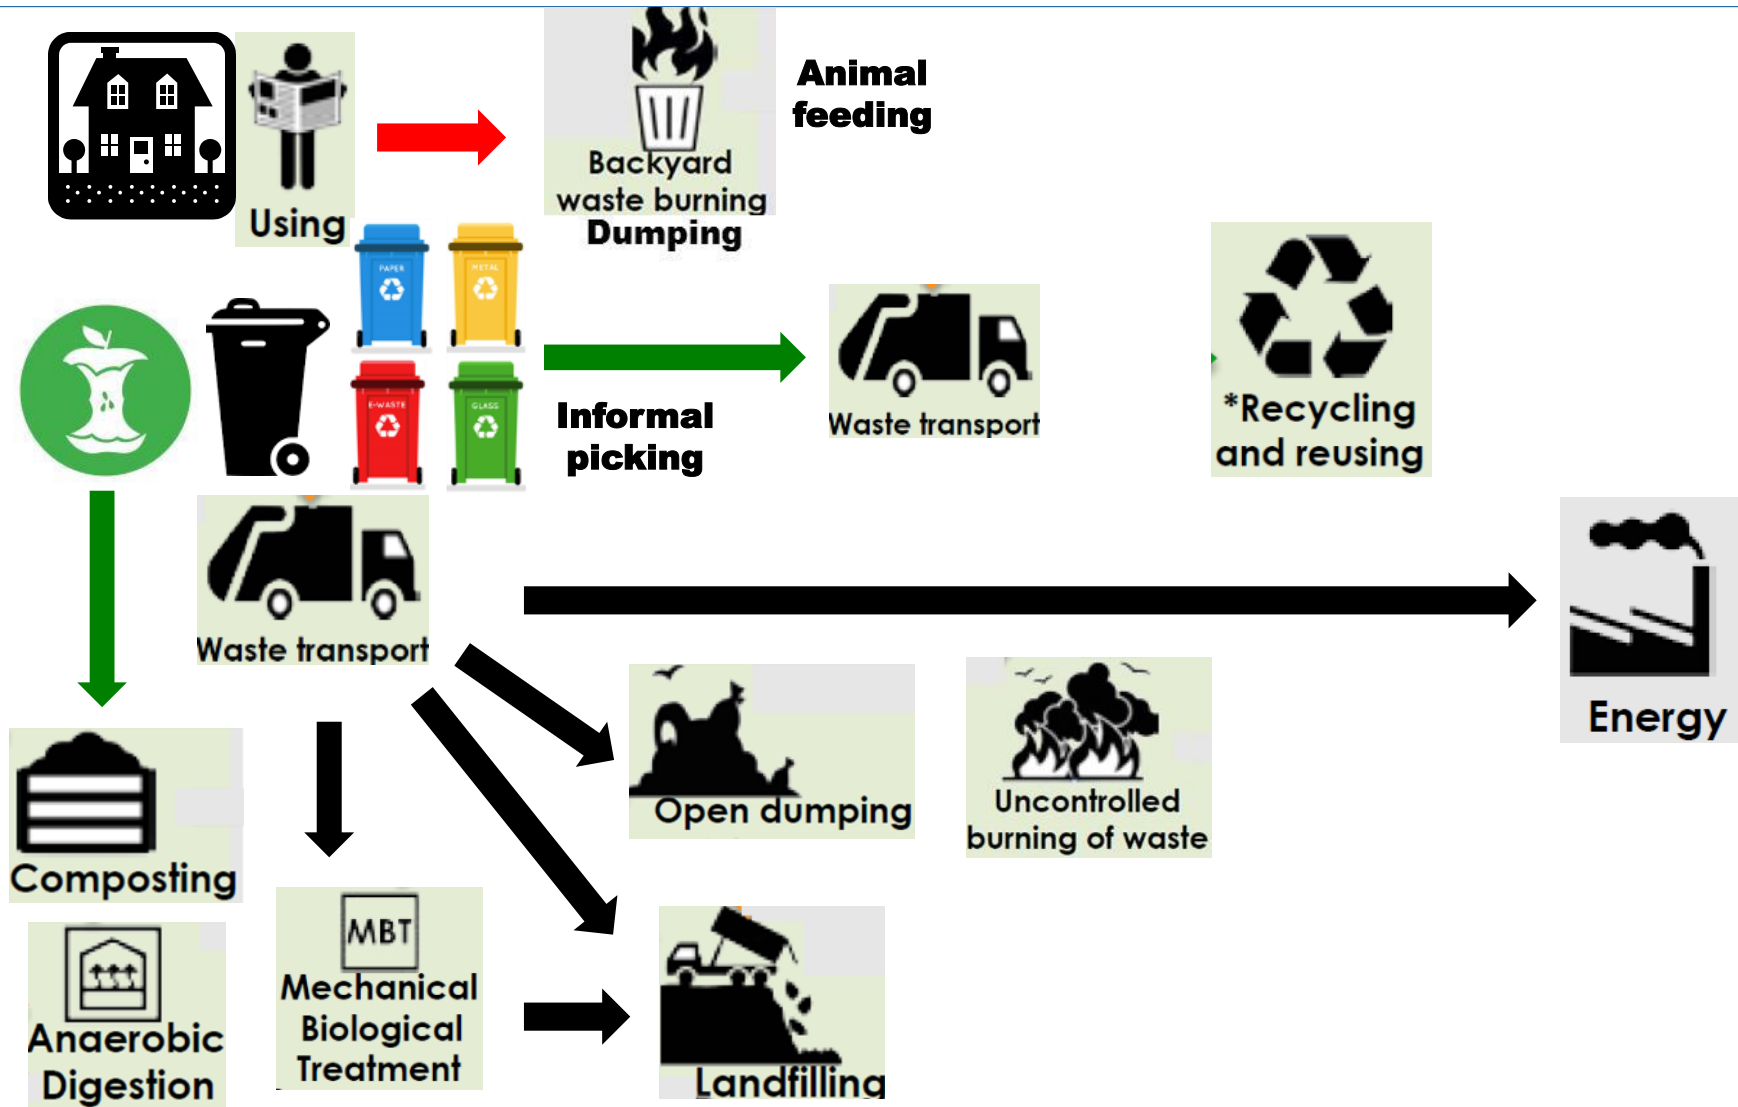 Using
Backyard
waste burning
Dumping
Animal
feeding
PAPER
METAL
E-WASTE
GLASS
Informal
picking
Waste transport
*Recycling
and reusing
Waste transport
Energy
Composting
Open dumping
Uncontrolled
burning of waste
Anaerobic
Digestion
MBT
Mechanical
Biological
Treatment
Landfilling